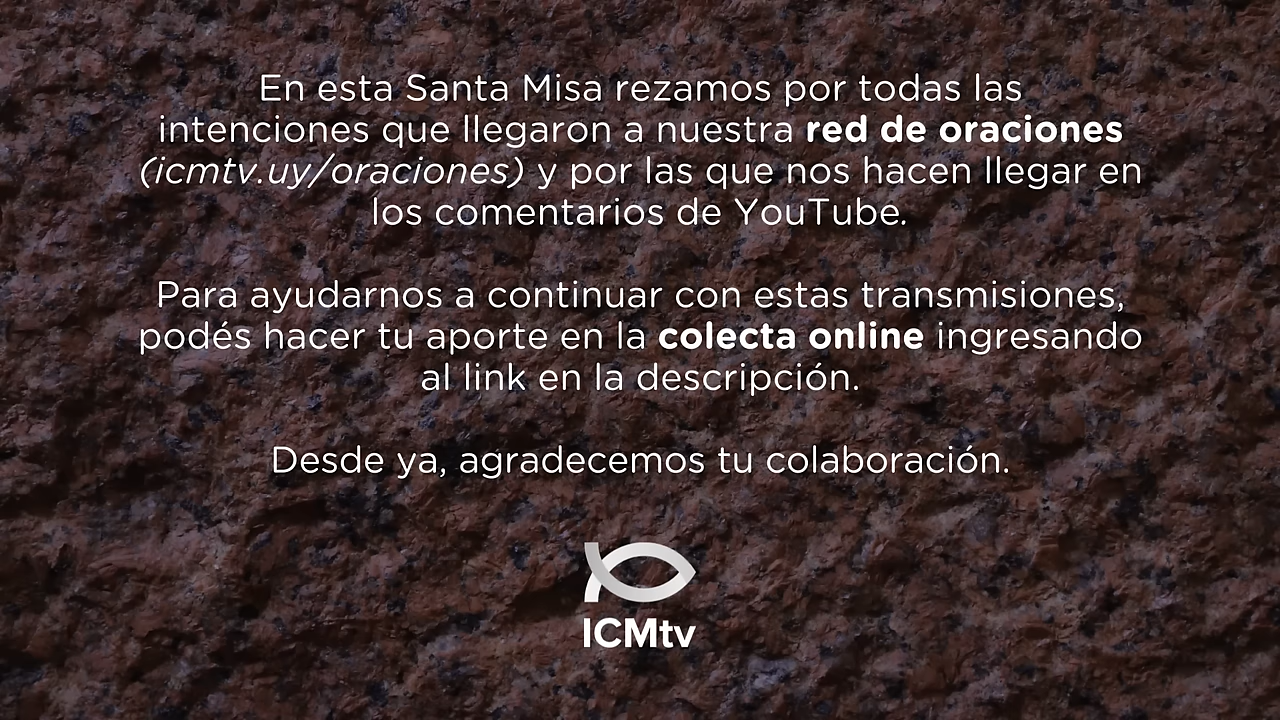 En esta Santa Misa rezamos por todas las
intenciones que llegaron a nuestra red de oraciones
(icmtv.uy/oraciones) y por las que nos hacen llegar en
los comentarios de YouTube.
Para ayudarnos a continuar con estas transmisiones,
podés hacer tu aporte en la colecta online ingresando
al link en la descripción.
Desde ya, agradecemos tu colaboración.
ICMtv